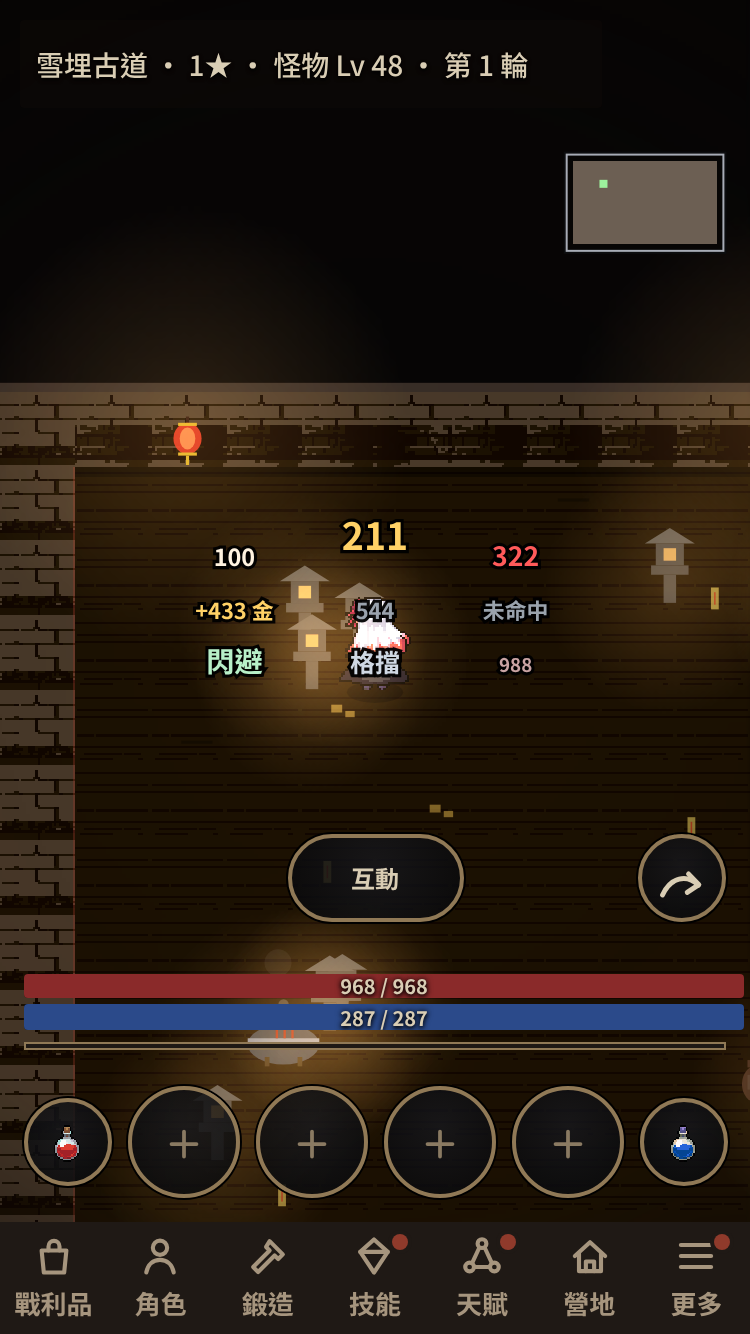 雪埋古道 • 1★ • 怪物 Lv 48 • 第 1 輪
211
100
322
+433 金
544
未命中
閃避
格擋
988
互動
968 / 968
287 / 287
戰利品
角色
鍛造
技能
天賦
營地
更多